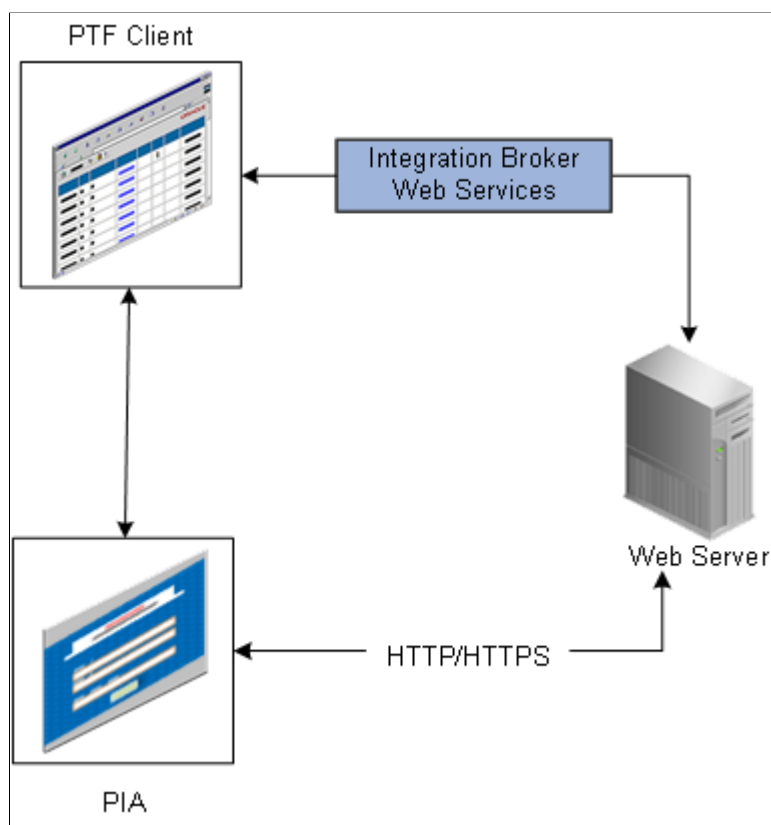 PTF Client
Integration Broker
Web Services
Web Server
HTTP/HTTPS
PIA